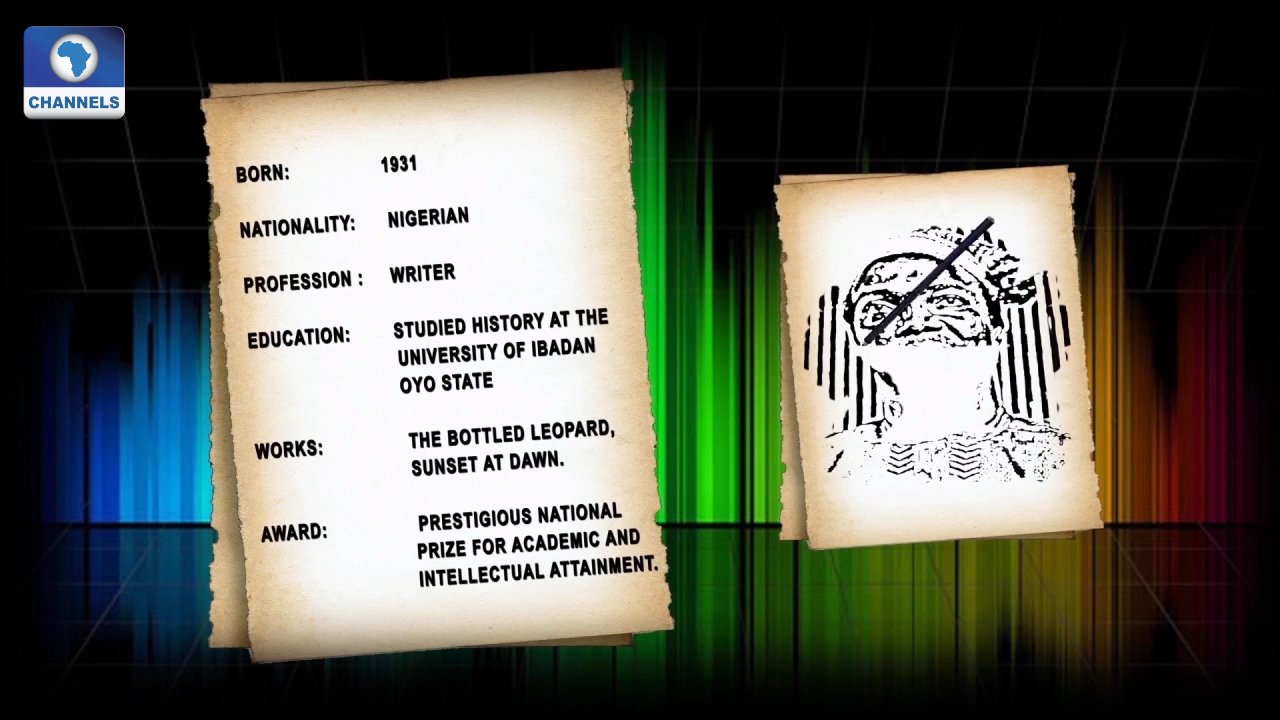 CHANNELS
BORN: 1931
NATIONALITY: NIGERIAN
PROFESSION : WRITER
EDUCATION: STUDIED HISTORY AT THE
UNIVERSITY OF IBADAN
OYO STATE
WORKS: THE BOTTLED LEOPARD,
SUNSET AT DAWN.
AWARD: PRESTIGIOUS NATIONAL
PRIZE FOR ACADEMIC AND
INTELLECTUAL ATTAINMENT.